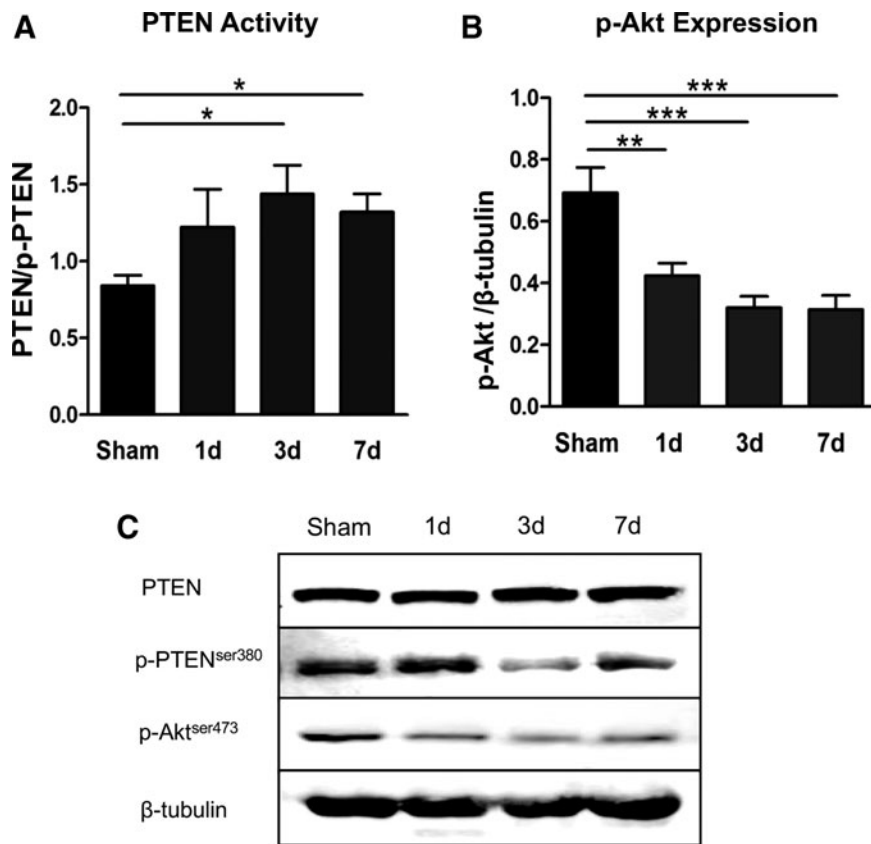 A PTEN Activity
*
*
PTEN/p-PTEN
2.0
1.5
1.0
0.5
0.0
Sham 1d 3d 7d
B p-Akt Expression
***
***
**
p-Akt /β-tubulin
1.0
0.8
0.6
0.4
0.2
0.0
Sham 1d 3d 7d
C
Sham 1d 3d 7d
PTEN
p-PTENser380
p-Aktser473
β-tubulin